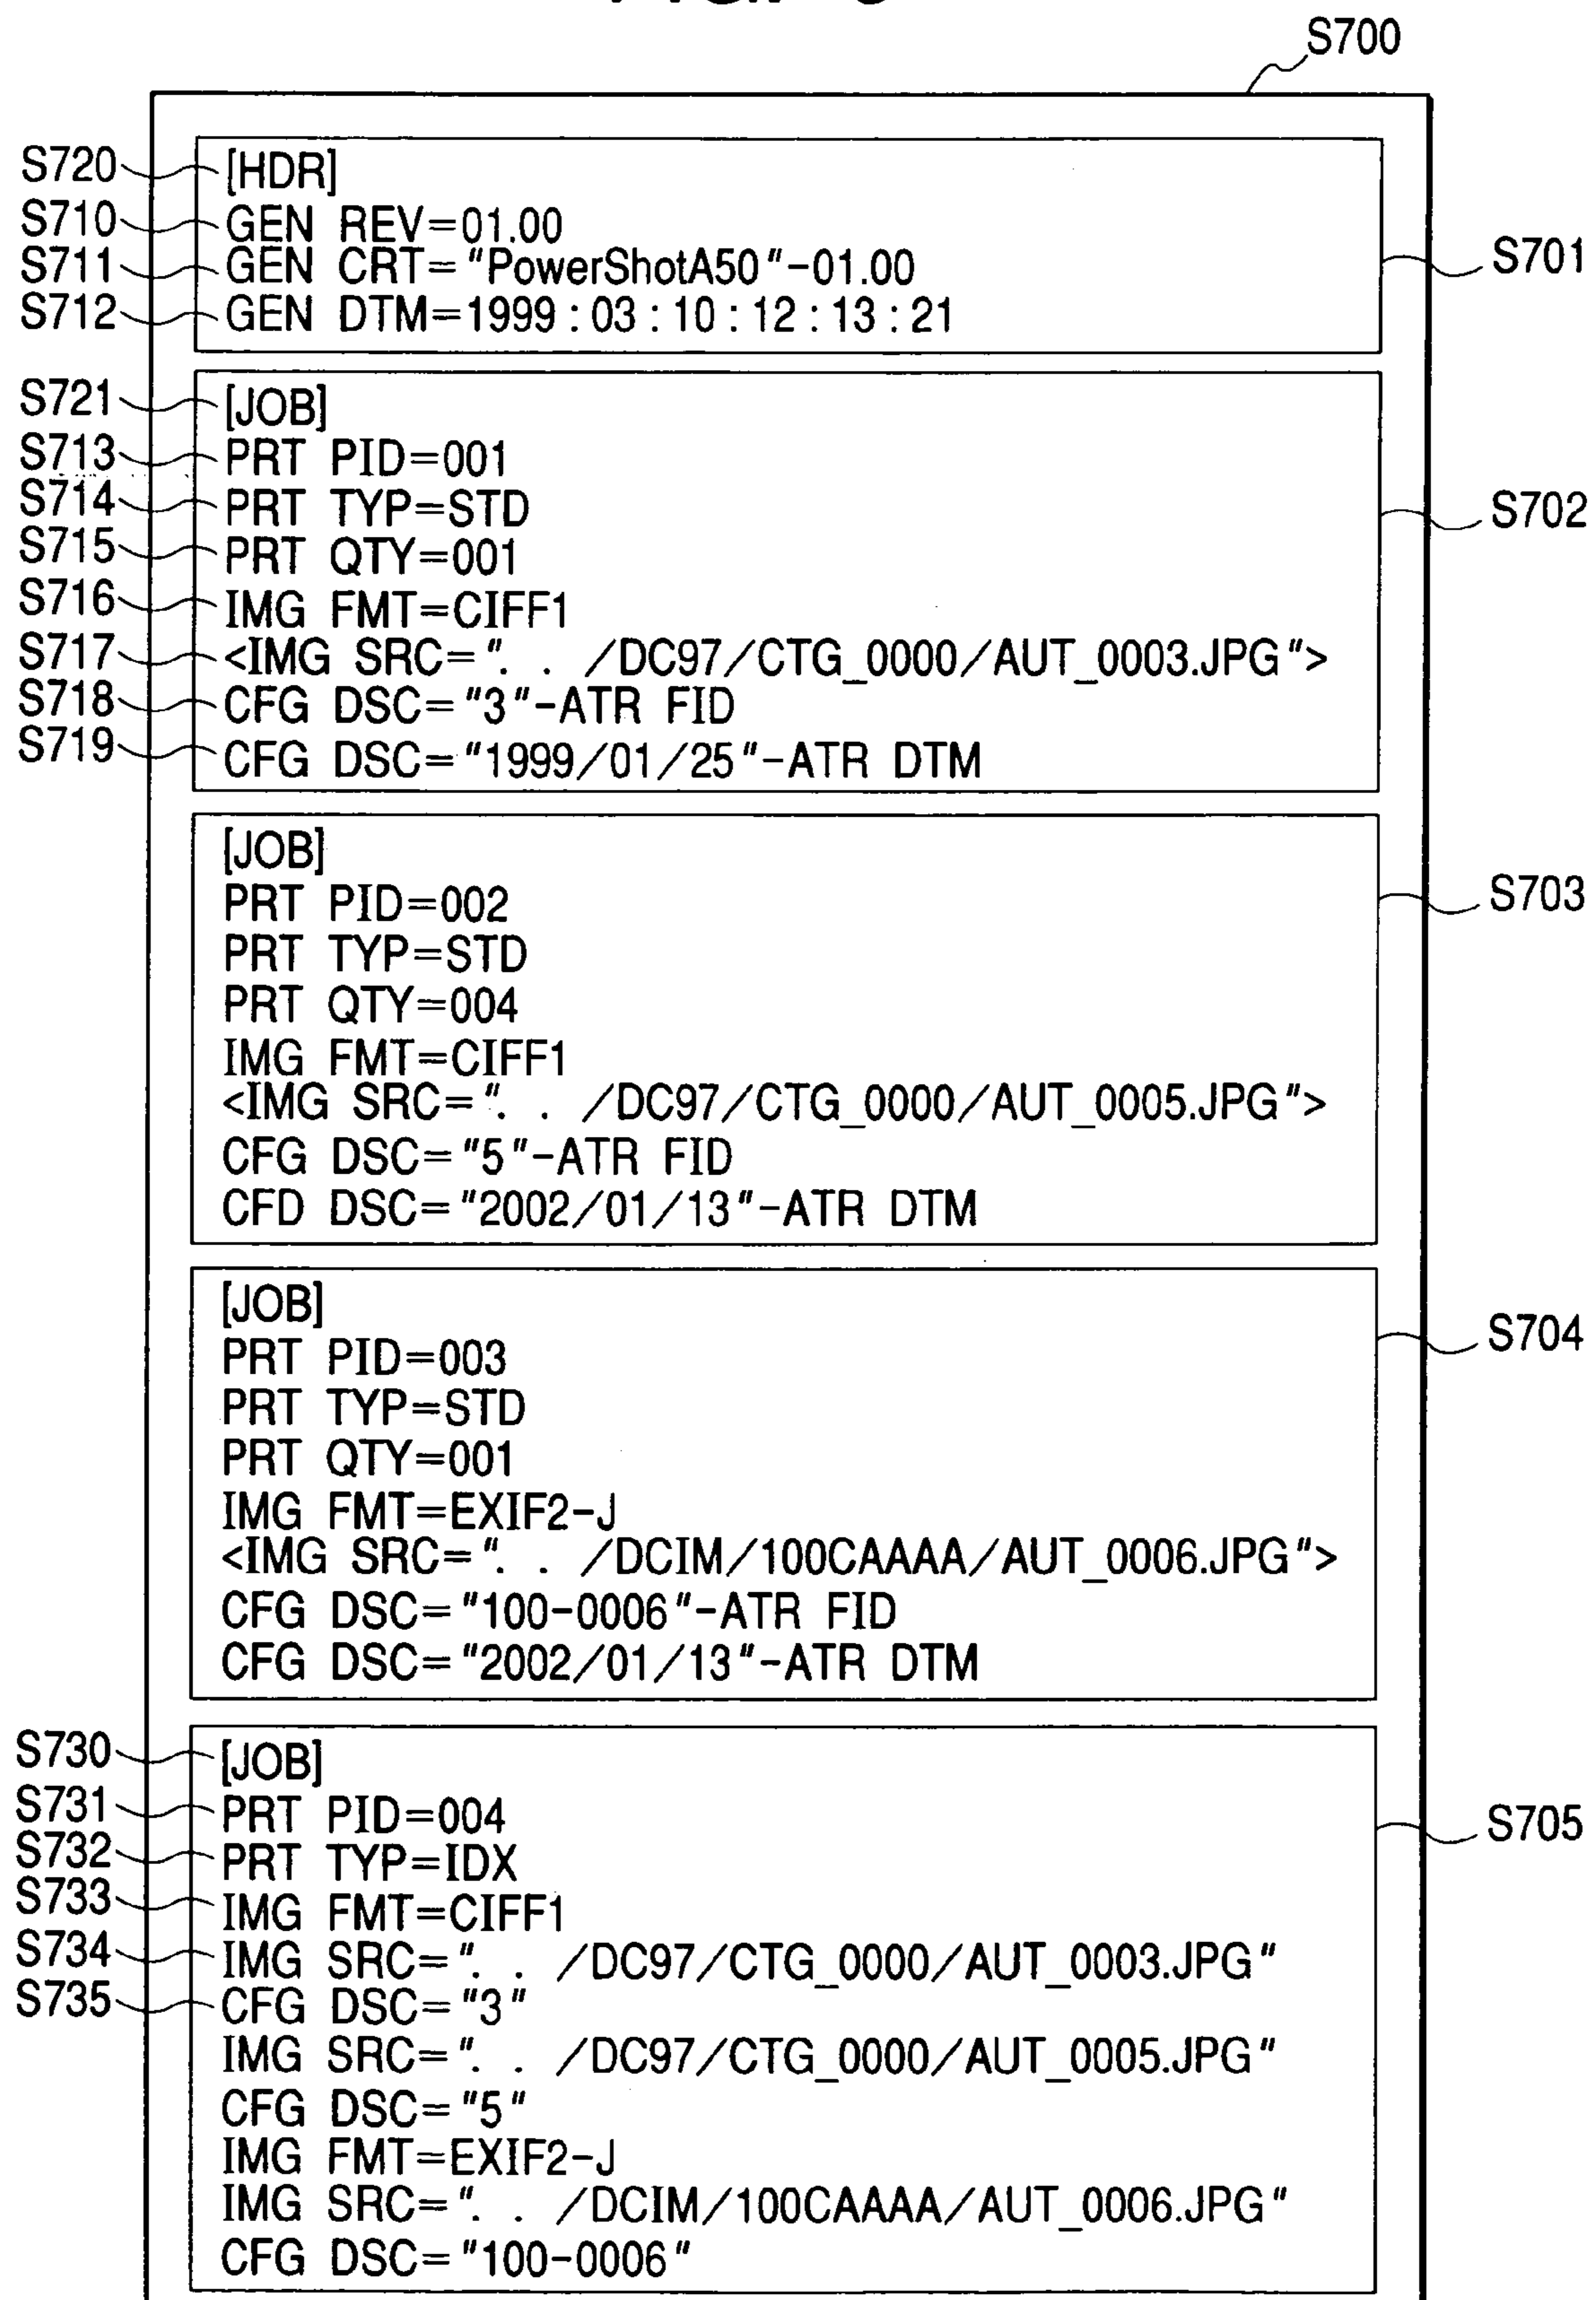 S700
S720 [HDR]
S710 GEN REV=01.00
S711 GEN CRT="PowerShotA50"-01.00
S701
S712 GEN DTM=1999:03:10:12:13:21
S721 [JOB]
S713 PRT PID=001
S714 PRT TYP=STD
S702
S715 PRT QTY=001
S716 IMG FMT=CIFF1
S717 <IMG SRC=". . /DC97/CTG_0000/AUT_0003.JPG">
S718 CFG DSC="3"-ATR FID
S719 CFG DSC="1999/01/25"-ATR DTM
[JOB]
PRT PID=002
S703
PRT TYP=STD
PRT QTY=004
IMG FMT=CIFF1
<IMG SRC=". . /DC97/CTG_0000/AUT_0005.JPG">
CFG DSC="5"-ATR FID
CFD DSC="2002/01/13"-ATR DTM
[JOB]
S704
PRT PID=003
PRT TYP=STD
PRT QTY=001
IMG FMT=EXIF2-J
<IMG SRC=". . /DCIM/100CAAAA/AUT_0006.JPG">
CFG DSC="100-0006"-ATR FID
CFG DSC="2002/01/13"-ATR DTM
S730 [JOB]
S731 PRT PID=004
S705
S732 PRT TYP=IDX
S733 IMG FMT=CIFF1
S734 IMG SRC=". . /DC97/CTG_0000/AUT_0003.JPG"
S735 CFG DSC="3"
IMG SRC=". . /DC97/CTG_0000/AUT_0005.JPG"
CFG DSC="5"
IMG FMT=EXIF2-J
IMG SRC=". . /DCIM/100CAAAA/AUT_0006.JPG"
CFG DSC="100-0006"